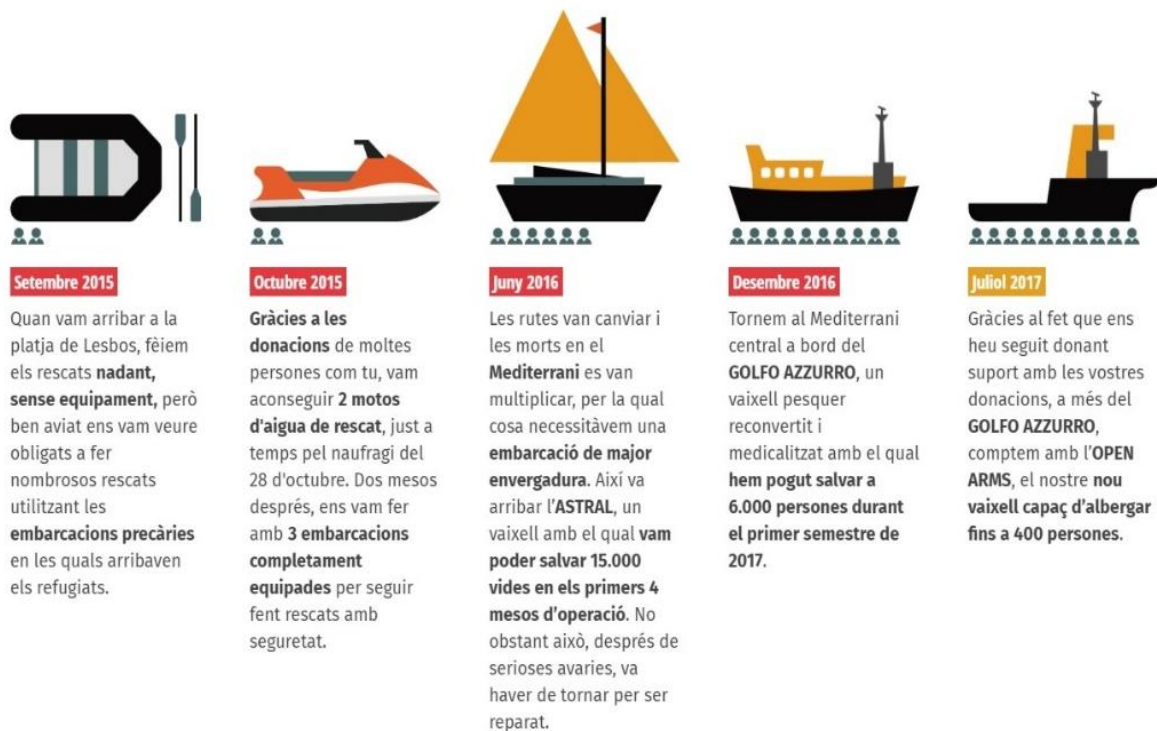 Setembre 2015
Quan vam arribar a la
platja de Lesbos, fèiem
els rescats nadant,
sense equipament, però
ben aviat ens vam veure
obligats a fer
nombrosos rescats
utilitzant les
embarcacions precàries
en les quals arribaven
els refugiats.
Octubre 2015
Gràcies a les
donacions de moltes
persones com tu, vam
aconseguir 2 motos
d'aigua de rescat, just a
temps pel naufragi del
28 d'octubre. Dos mesos
després, ens vam fer
amb 3 embarcacions
completament
equipades per seguir
fent rescats amb
seguretat.
Juny 2016
Les rutes van canviar i
les morts en el
Mediterrani es van
multiplicar, per la qual
cosa necessitàvem una
embarcació de major
envergadura. Així va
arribar l’ASTRAL, un
vaixell amb el qual vam
poder salvar 15.000
vides en els primers 4
mesos d’operació. No
obstant això, després de
serioses avaries, va
haver de tornar per ser
reparat.
Desembre 2016
Tornem al Mediterrani
central a bord del
GOLFO AZZURRO, un
vaixell pesquer
reconvertit i
medicalitzat amb el qual
hem pogut salvar a
6.000 persones durant
el primer semestre de
2017.
Juliol 2017
Gràcies al fet que ens
heu seguit donant
suport amb les vostres
donacions, a més del
GOLFO AZZURRO,
comptem amb l’OPEN
ARMS, el nostre nou
vaixell capaç d’albergar
fins a 400 persones.